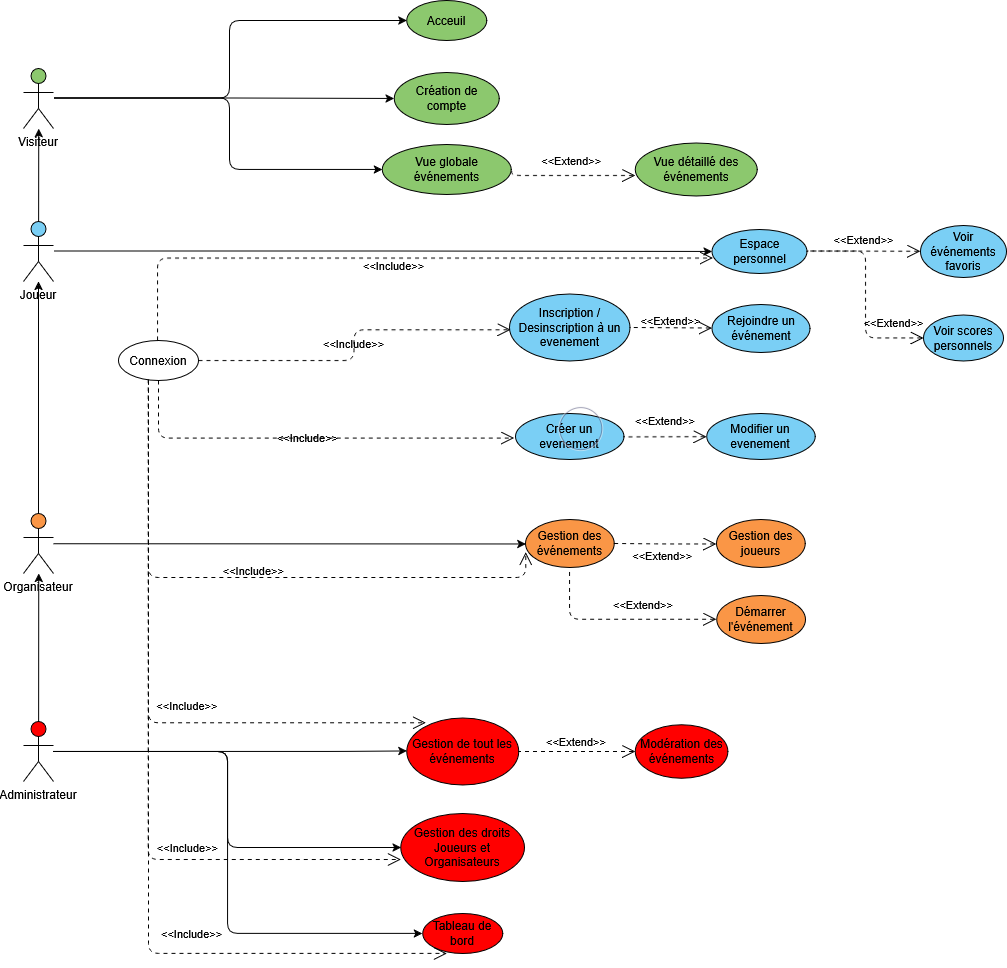 Acceuil
Création de
compte
Visiteur
Vue globale
événements
<<Extend>>
Vue détaillé des
événements
Joueur
Espace
personnel
<<Include>>
<<Extend>>
Voir
événements
favoris
<<Extend>>
Voir scores
personnels
Connexion
<<Include>>
Inscription /
Desinscription à un
evenement
<<Extend>>
Rejoindre un
événement
<<Include>>
Créer un
evenement
<<Extend>>
Modifier un
evenement
Organisateur
Gestion des
événements
<<Include>>
<<Extend>>
Gestion des
joueurs
<<Extend>>
Démarrer
l'événement
Administrateur
<<Include>>
Gestion de tout les
événements
<<Extend>>
Modération des
événements
<<Include>>
Gestion des droits
Joueurs et
Organisateurs
<<Include>>
Tableau de
bord